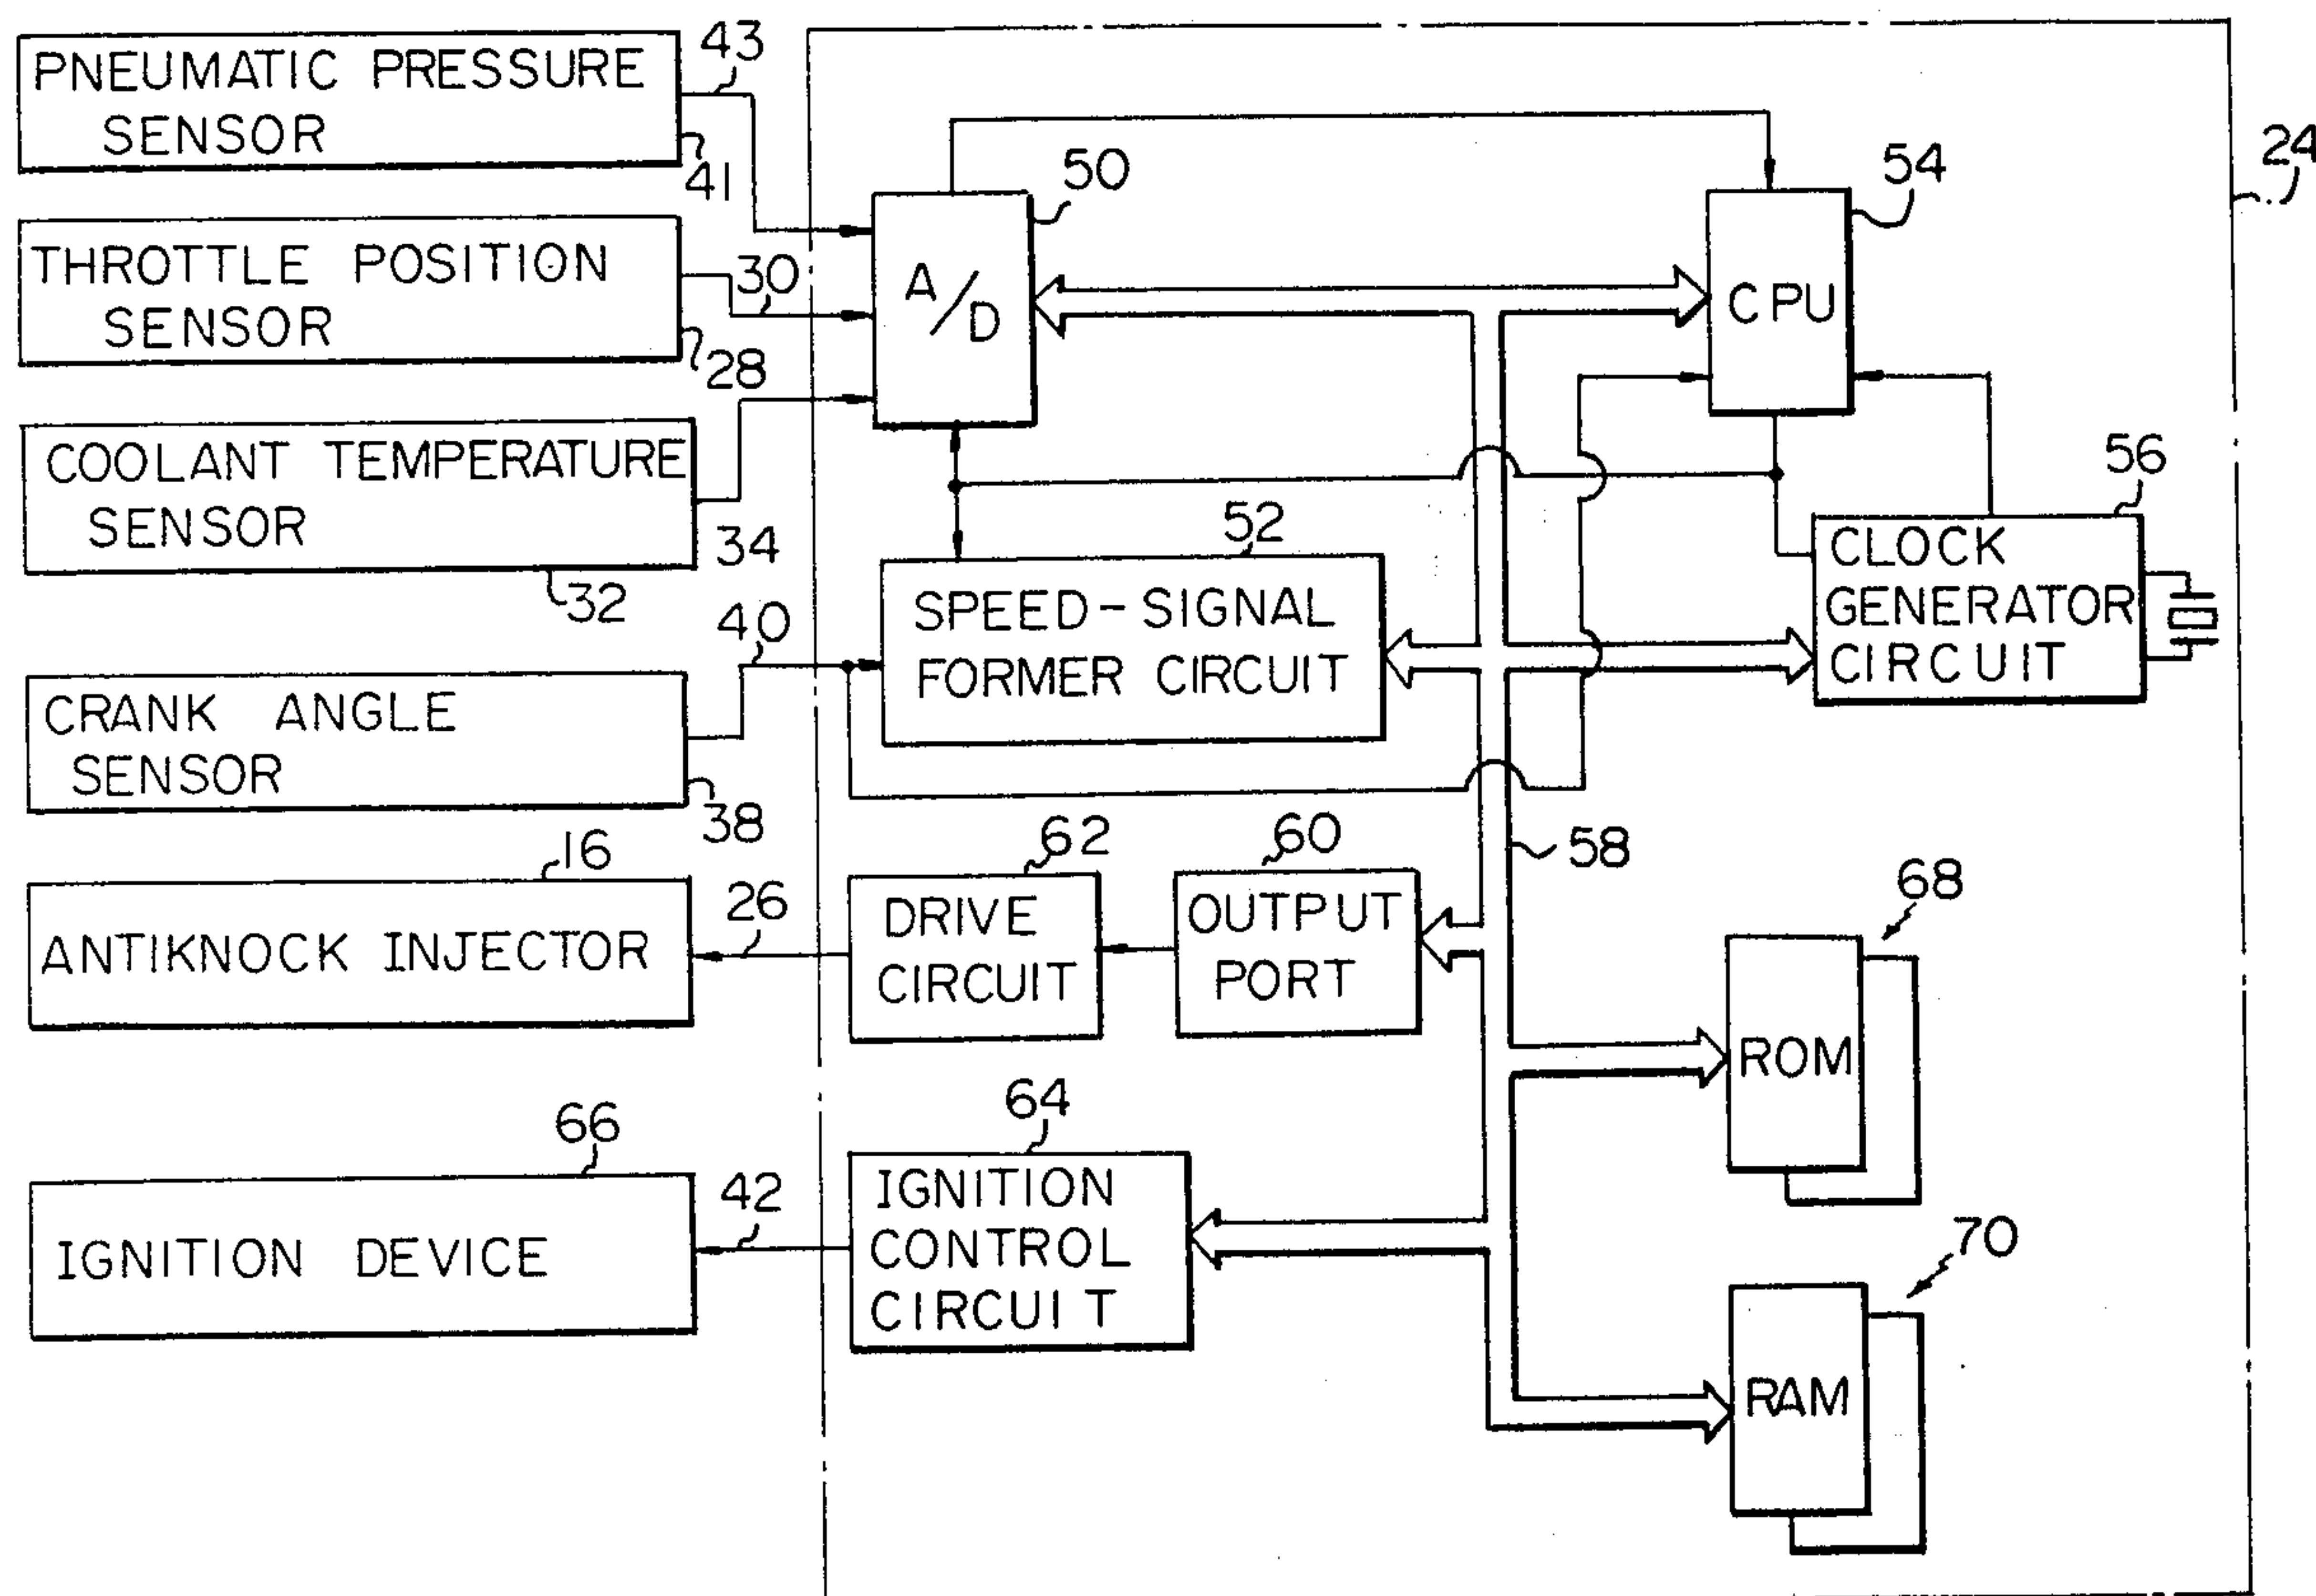 PNEUMATIC PRESSURE
SENSOR
43
41
THROTTLE POSITION
SENSOR
30
28
COOLANT TEMPERATURE
SENSOR
34
32
CRANK ANGLE
SENSOR
40
38
16
ANTIKNOCK INJECTOR
26
66
IGNITION DEVICE
42
24
50
A/D
54
CPU
56
CLOCK
GENERATOR
CIRCUIT
52
SPEED-SIGNAL
FORMER CIRCUIT
62
DRIVE
CIRCUIT
60
OUTPUT
PORT
58
68
ROM
64
IGNITION
CONTROL
CIRCUIT
70
RAM